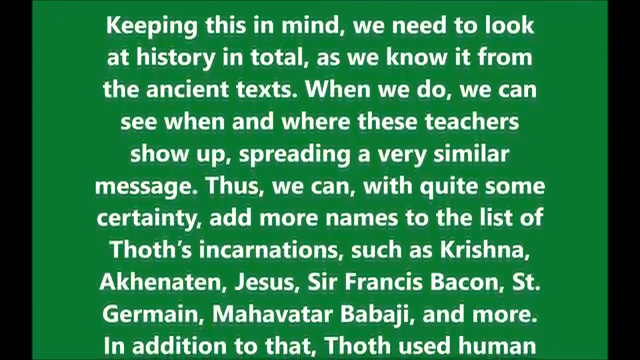 Keeping this in mind, we need to look
at history in total, as we know it from
the ancient texts. When we do, we can
see when and where these teachers
show up, spreading a very similar
message. Thus, we can, with quite some
certainty, add more names to the list of
Thoth’s incarnations, such as Krishna,
Akhenaten, Jesus, Sir Francis Bacon, St.
Germain, Mahavatar Babaji, and more.
In addition to that, Thoth used human